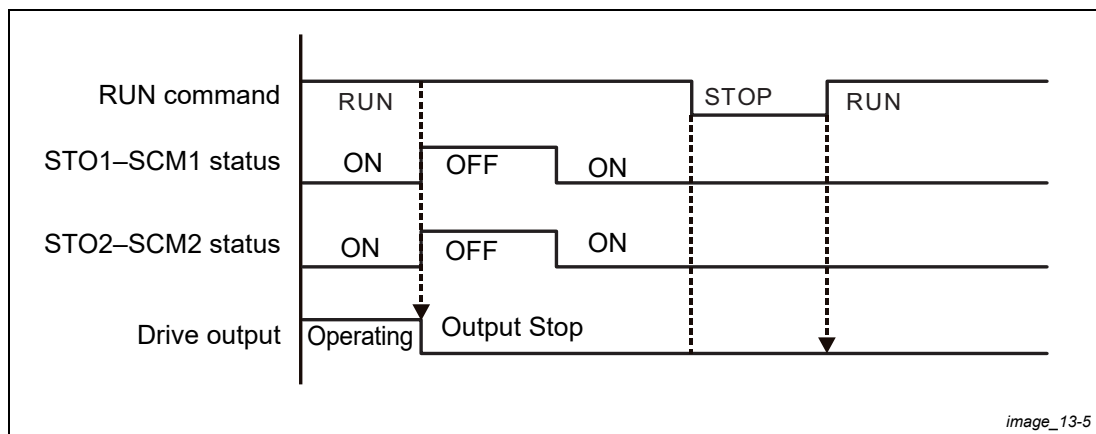 RUN command RUN STOP RUN
STO1–SCM1 status ON OFF ON
STO2–SCM2 status ON OFF ON
Drive output Operating Output Stop
image_13-5